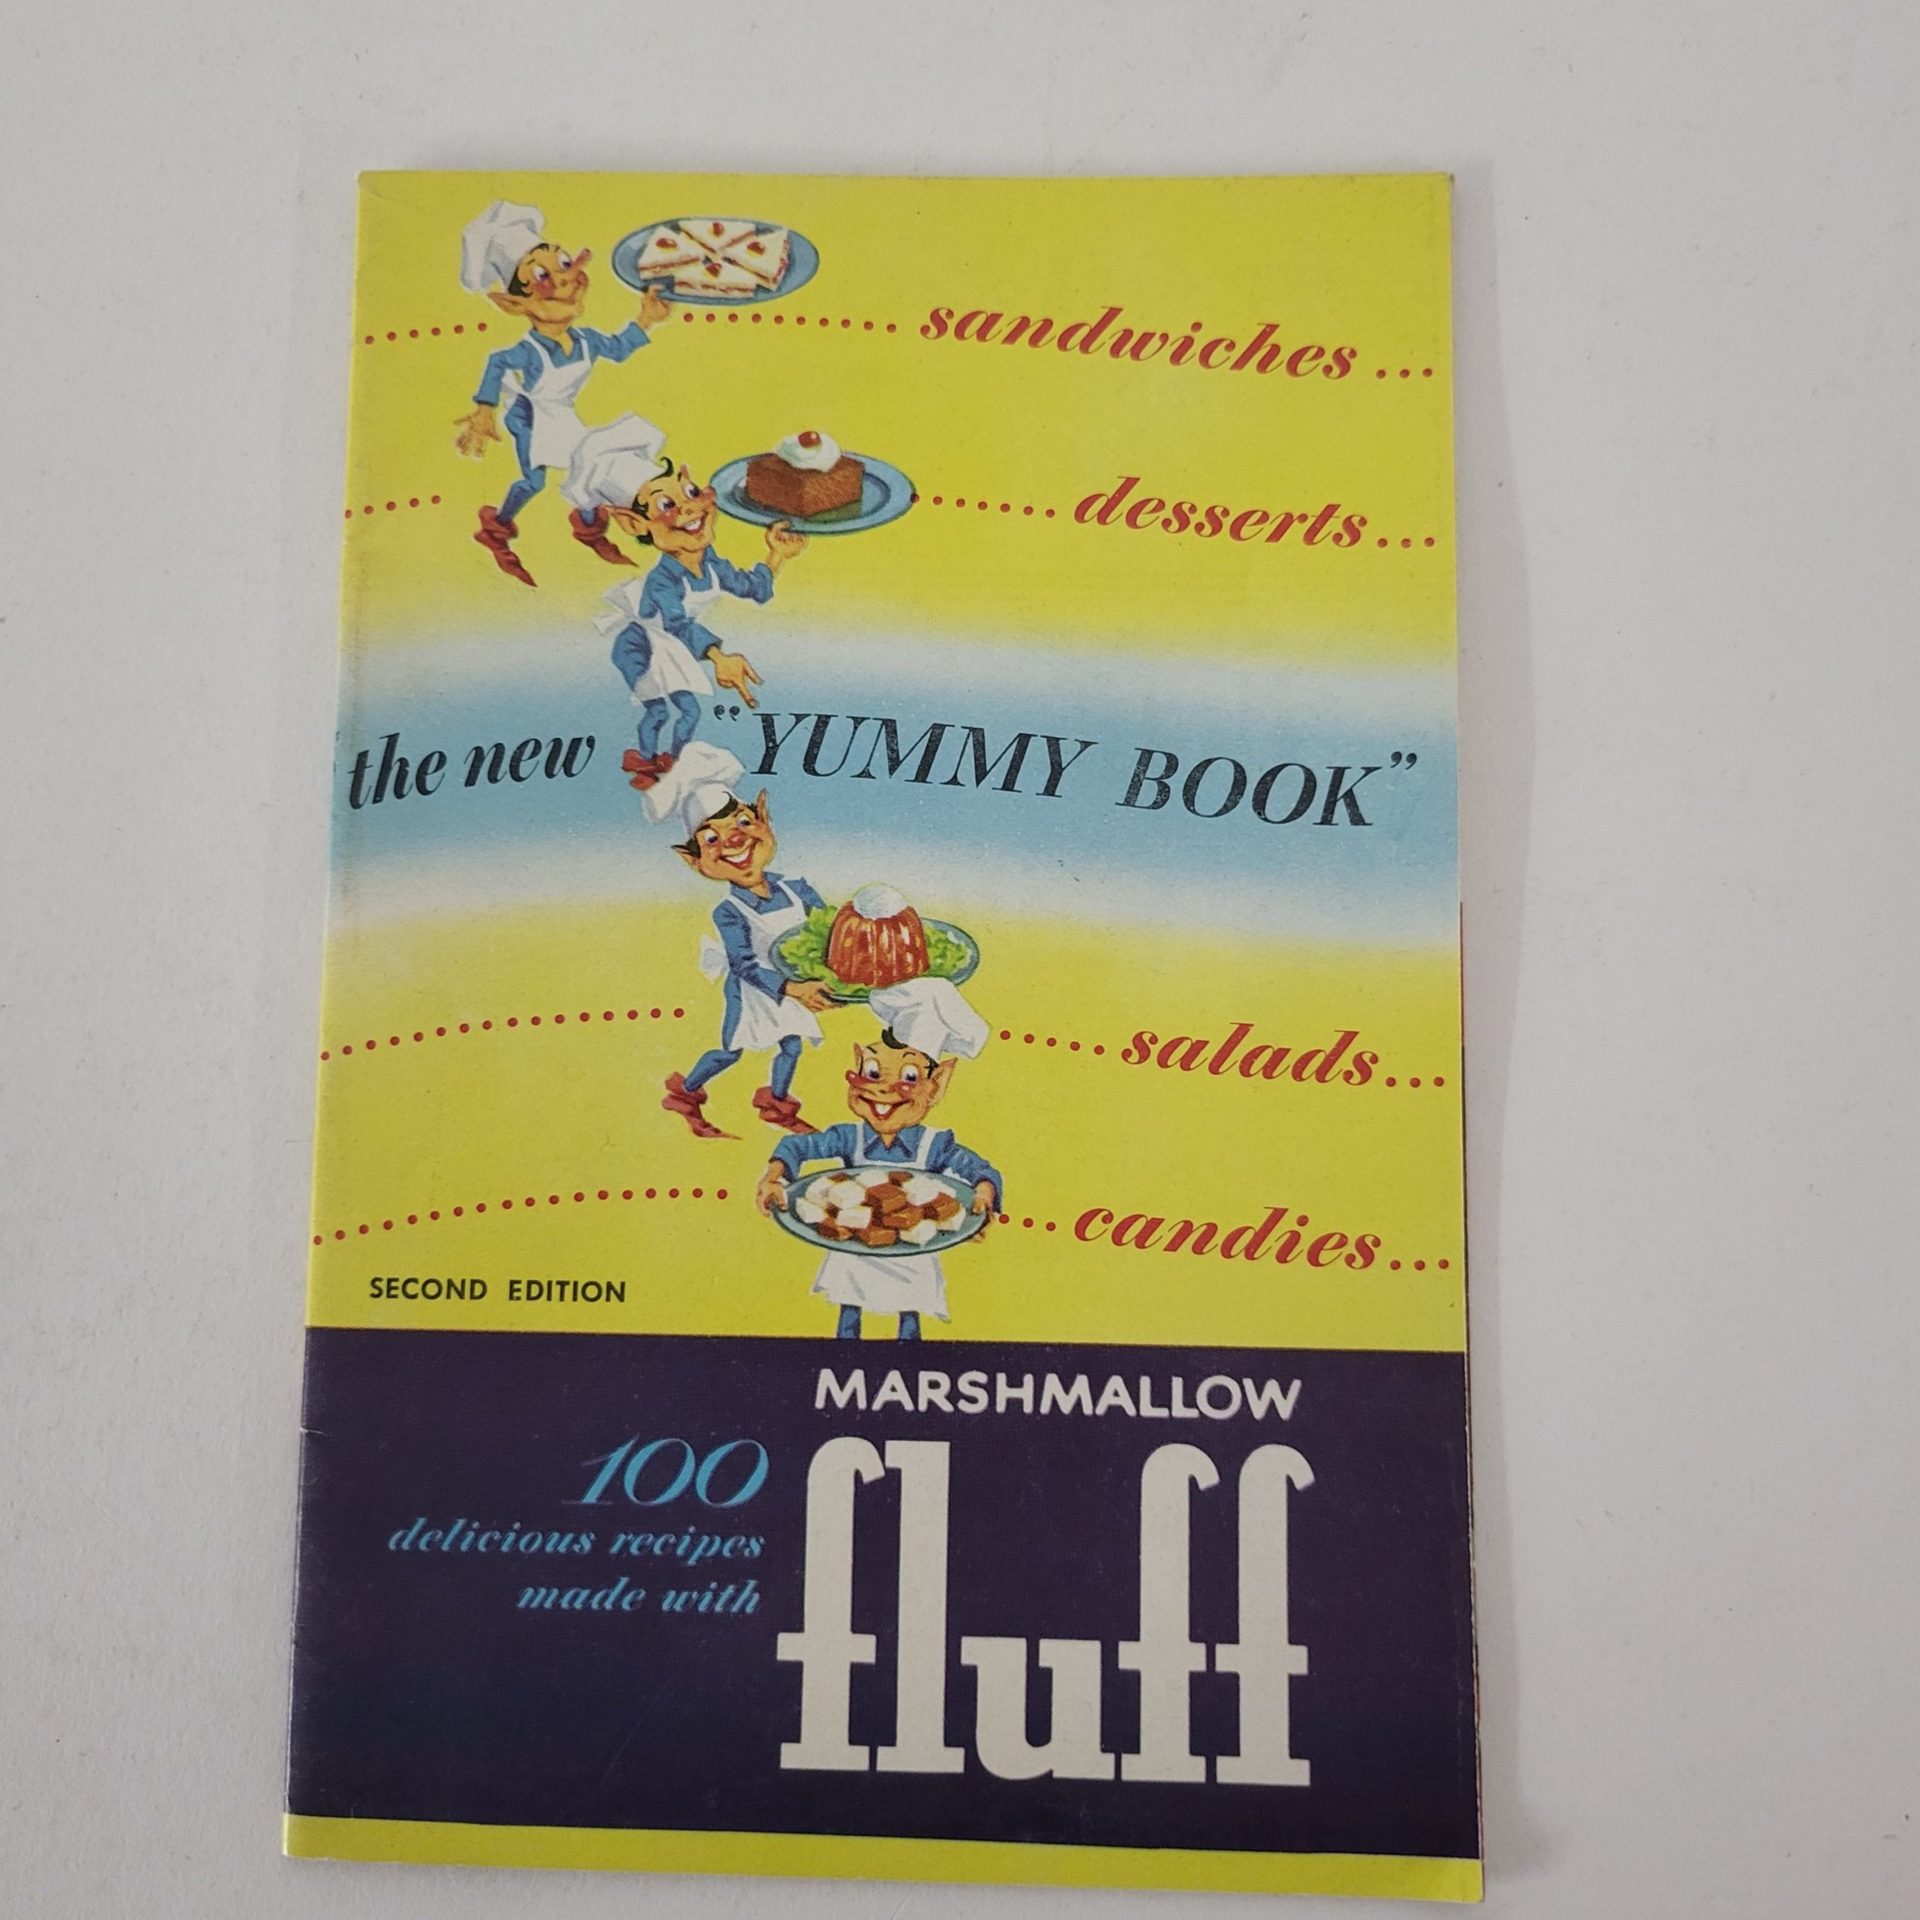 sandwiches...
desserts...
the new "YUMMY BOOK"
salads...
candies...
SECOND EDITION
MARSHMALLOW
100
delicious recipes
made with
fluff